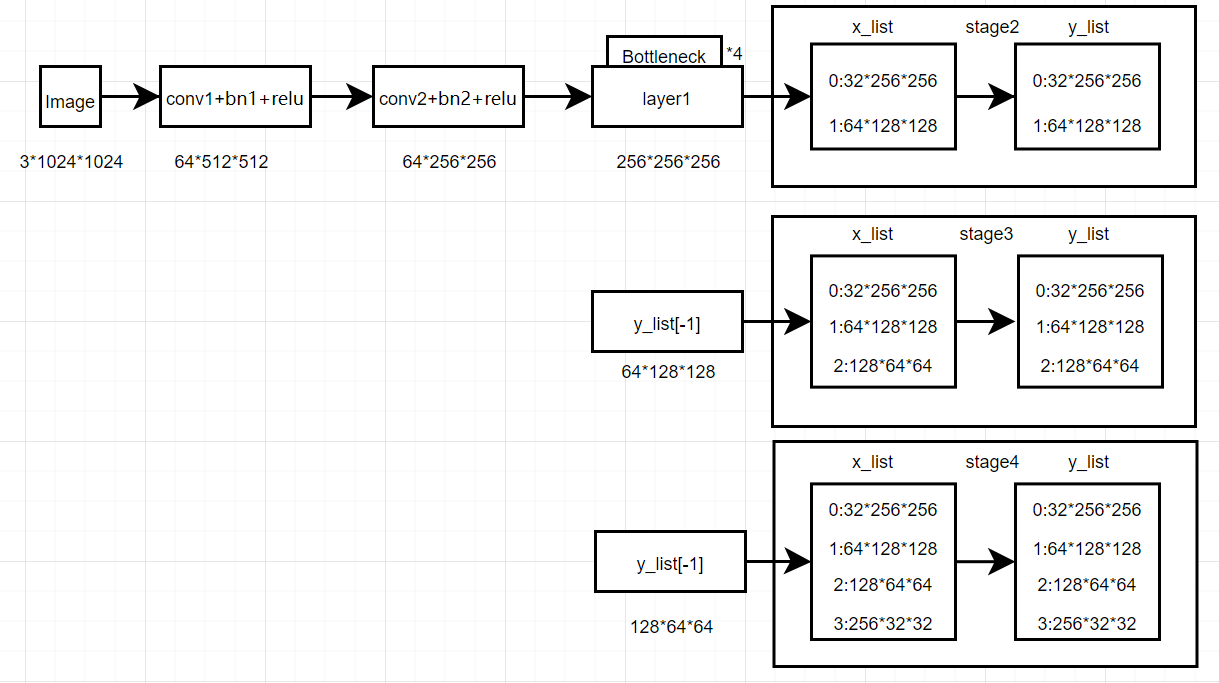 x_list stage2 y_list
Bottleneck *4
Image conv1+bn1+relu conv2+bn2+relu layer1
0:32*256*256 0:32*256*256
1:64*128*128 1:64*128*128
3*1024*1024 64*512*512 64*256*256 256*256*256
x_list stage3 y_list
0:32*256*256 0:32*256*256
y_list[-1] 1:64*128*128 1:64*128*128
64*128*128 2:128*64*64 2:128*64*64
x_list stage4 y_list
0:32*256*256 0:32*256*256
1:64*128*128 1:64*128*128
y_list[-1] 2:128*64*64 2:128*64*64
128*64*64 3:256*32*32 3:256*32*32